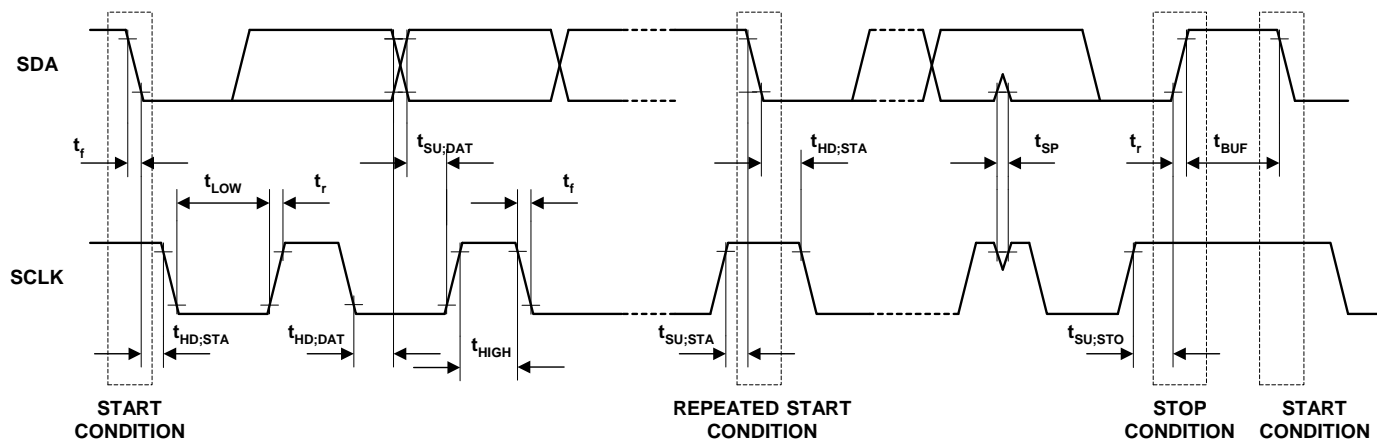 SDA
t_f
t_SU;DAT
t_HD;STA
t_SP
t_r
t_BUF
t_LOW
t_r
t_f
SCLK
t_HD;STA
t_HD;DAT
t_HIGH
t_SU;STA
t_SU;STO
START
CONDITION
REPEATED START
CONDITION
STOP
CONDITION
START
CONDITION